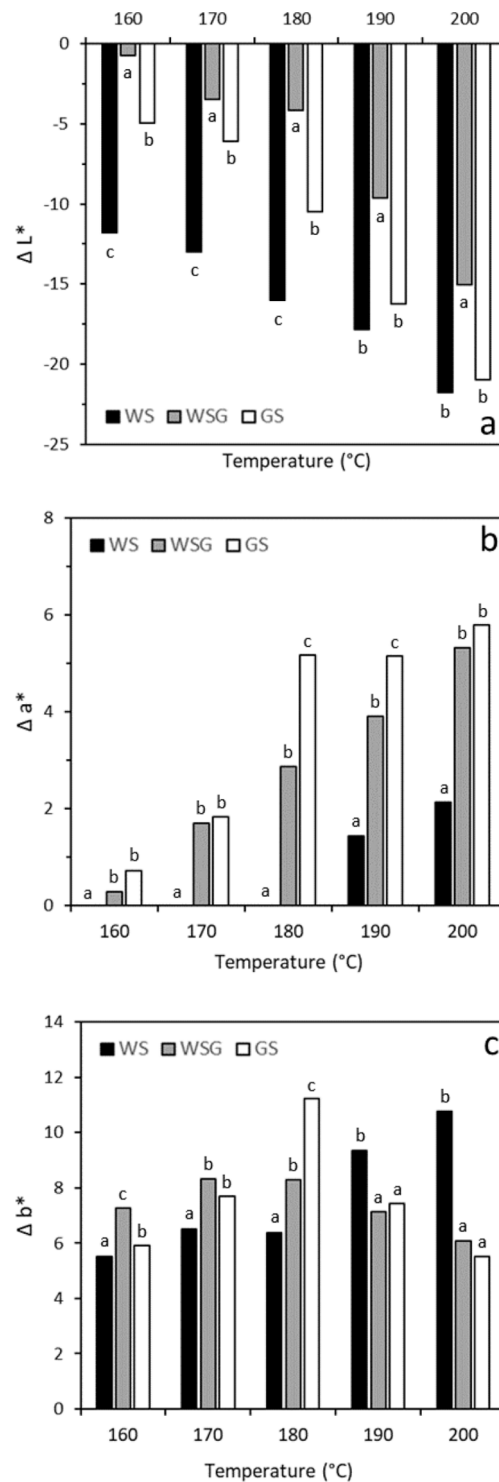 160 170 180 190 200
0
a
a
a
b
-5
b
a
b
-10
c
c
a
b
-15
c
b
a
-20
b
b
-25
Δ L*
WS WSG GS
a
Temperature (°C)
8
WS WSG GS
b
6
4
2
0
Δ a*
a b b
a b b
a b c
a b c
a b b
160 170 180 190 200
Temperature (°C)
14
WS WSG GS
c
12
10
8
6
4
2
0
Δ b*
a c b
a b b
a b c
b a a
b a a
160 170 180 190 200
Temperature (°C)